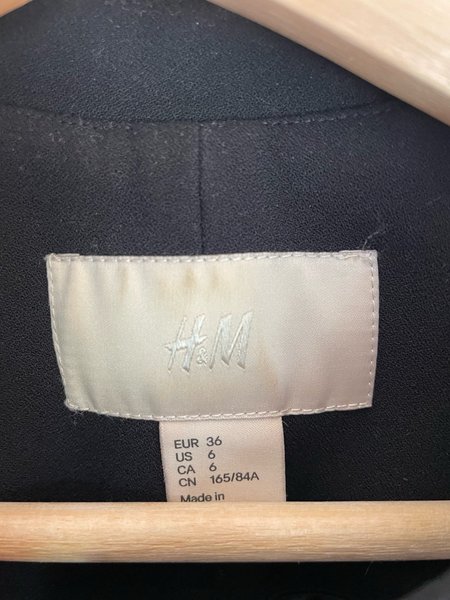 H&M
EUR 36
US 6
CA 6
CN 165/84A
Made in